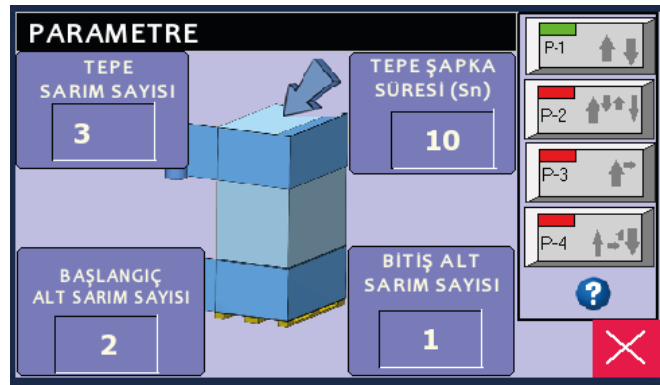 PARAMETRE
TEPE
SARIM SAYISI
3
TEPE ŞAPKA
SÜRESİ (Sn)
10
BAŞLANGIÇ
ALT SARIM SAYISI
2
BİTİŞ ALT
SARIM SAYISI
1
P-1
P-2
P-3
P-4
?